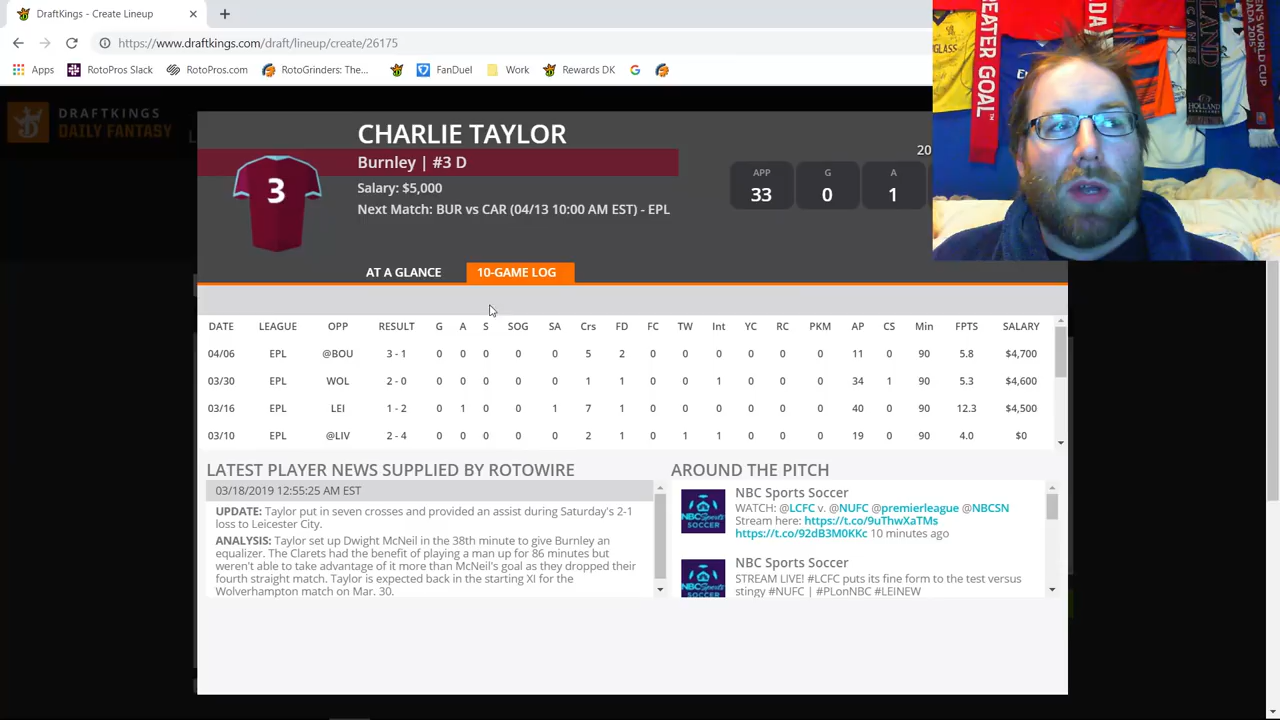 DraftKings - Create Lineup
https://www.draftkings.com/draft/lineup/create/26175
Apps
RotoPros Slack
RotoPros.com
RotoGrinders: The...
FanDuel
Work
Rewards DK
DRAFTKINGS
DAILY FANTASY
CHARLIE TAYLOR
Burnley | #3 D
Salary: $5,000
Next Match: BUR vs CAR (04/13 10:00 AM EST) - EPL
3
20
APP G A
33 0 1
AT A GLANCE 10-GAME LOG
DATE LEAGUE OPP RESULT G A S SOG SA Crs FD FC TW Int YC RC PKM AP CS Min FPTS SALARY
04/06 EPL @BOU 3 - 1 0 0 0 0 0 5 2 0 0 0 0 0 0 11 0 90 5.8 $4,700
03/30 EPL WOL 2 - 0 0 0 0 0 0 1 1 0 0 1 0 0 0 34 1 90 5.3 $4,600
03/16 EPL LEI 1 - 2 0 1 0 0 1 7 1 0 0 0 0 0 0 40 0 90 12.3 $4,500
03/10 EPL @LIV 2 - 4 0 0 0 0 0 2 1 0 1 1 0 0 0 19 0 90 4.0 $0
LATEST PLAYER NEWS SUPPLIED BY ROTOWIRE
03/18/2019 12:55:25 AM EST
UPDATE: Taylor put in seven crosses and provided an assist during Saturday's 2-1
loss to Leicester City.
ANALYSIS: Taylor set up Dwight McNeil in the 38th minute to give Burnley an
equalizer. The Clarets had the benefit of playing a man up for 86 minutes but
weren't able to take advantage of it more than McNeil's goal as they dropped their
fourth straight match. Taylor is expected back in the starting XI for the
Wolverhampton match on Mar. 30.
AROUND THE PITCH
NBC Sports Soccer
WATCH: @LCFC v. @NUFC @premierleague @NBCSN
Stream here: https://t.co/9uThwXaTMs
https://t.co/92dB3M0KKc 10 minutes ago
NBC Sports Soccer
STREAM LIVE! #LCFC puts its fine form to the test versus
stingy #NUFC | #PLonNBC #LEINEW
EATER GOAL
HOLLAND